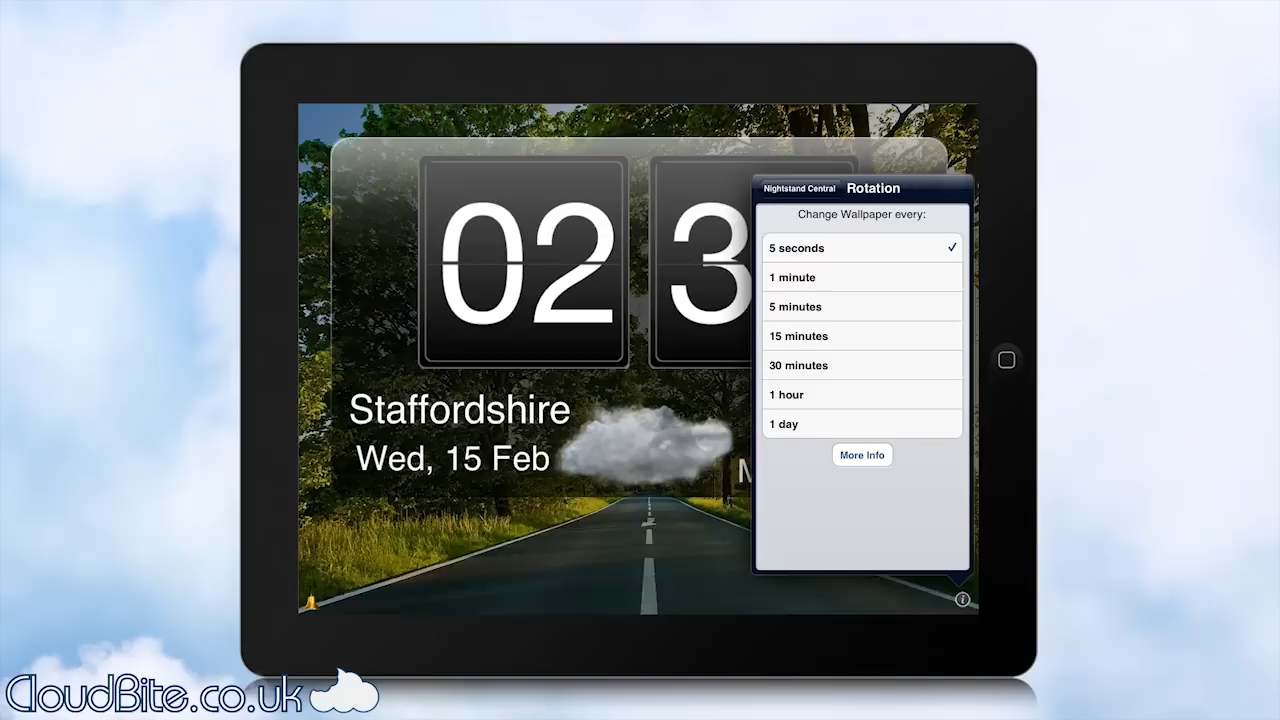 02 3
Staffordshire
Wed, 15 Feb
Nightstand Central
Rotation
Change Wallpaper every:
5 seconds
1 minute
5 minutes
15 minutes
30 minutes
1 hour
1 day
More Info
CloudBite.co.uk